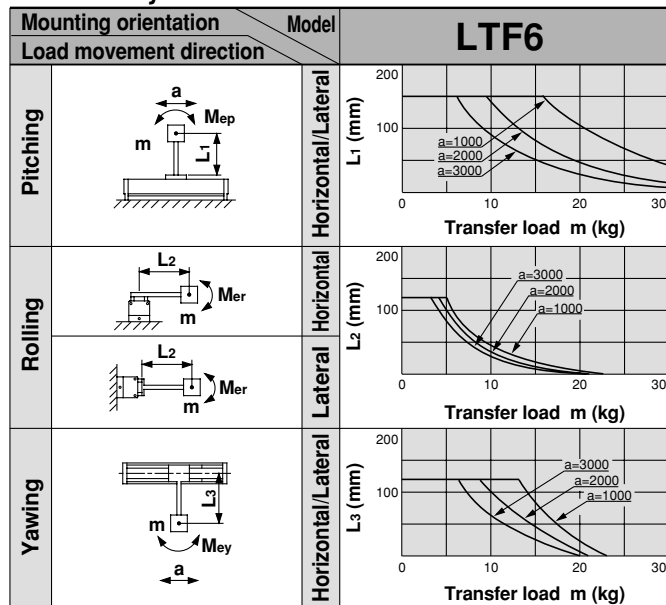 Mounting orientation
Model
Load movement direction
LTF6
Pitching
a
Mep
m
L1
Horizontal/Lateral
L1 (mm)
200
100
a=1000
a=2000
a=3000
0 10 20 30
Transfer load m (kg)
Rolling
L2
Mer
m
Horizontal
L2
Mer
m
Lateral
L2 (mm)
200
100
a=3000
a=2000
a=1000
0 10 20 30
Transfer load m (kg)
Yawing
L3
m
Mey
a
Horizontal/Lateral
L3 (mm)
200
100
a=3000
a=2000
a=1000
0 10 20 30
Transfer load m (kg)